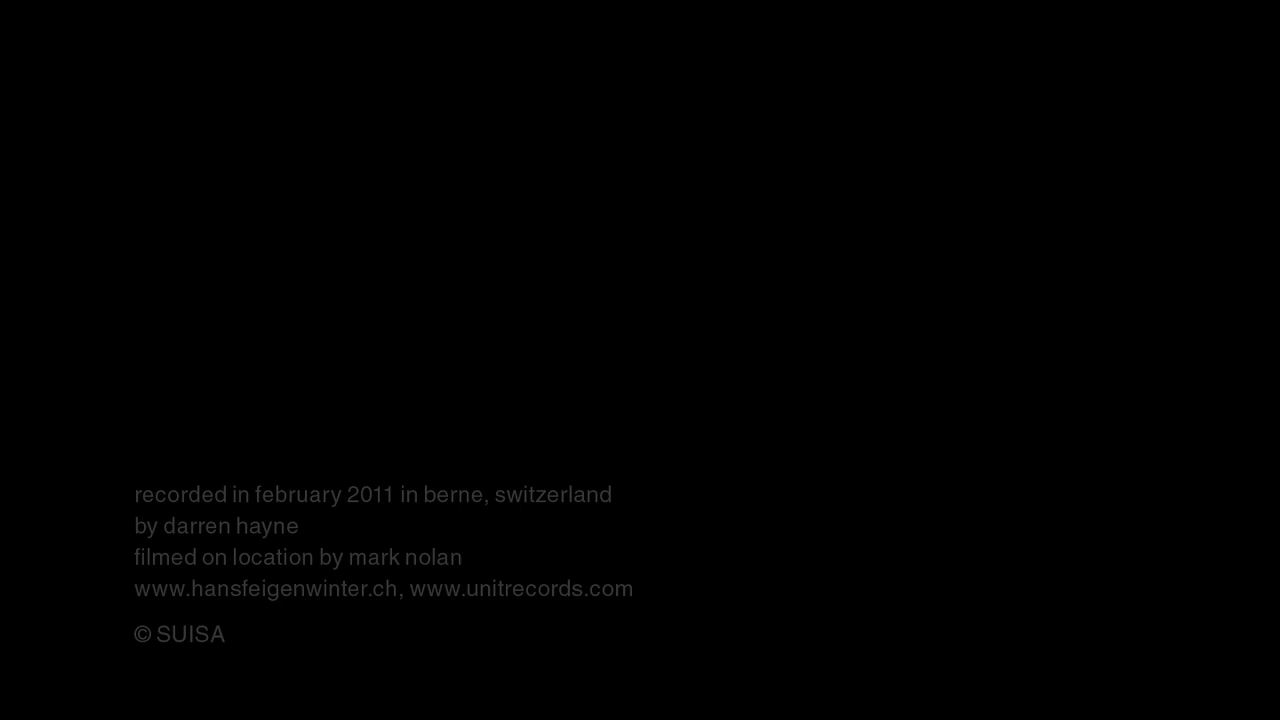 recorded in february 2011 in berne, switzerland
by darren hayne
filmed on location by mark nolan
www.hansfeigenwinter.ch, www.unitrecords.com
© SUISA